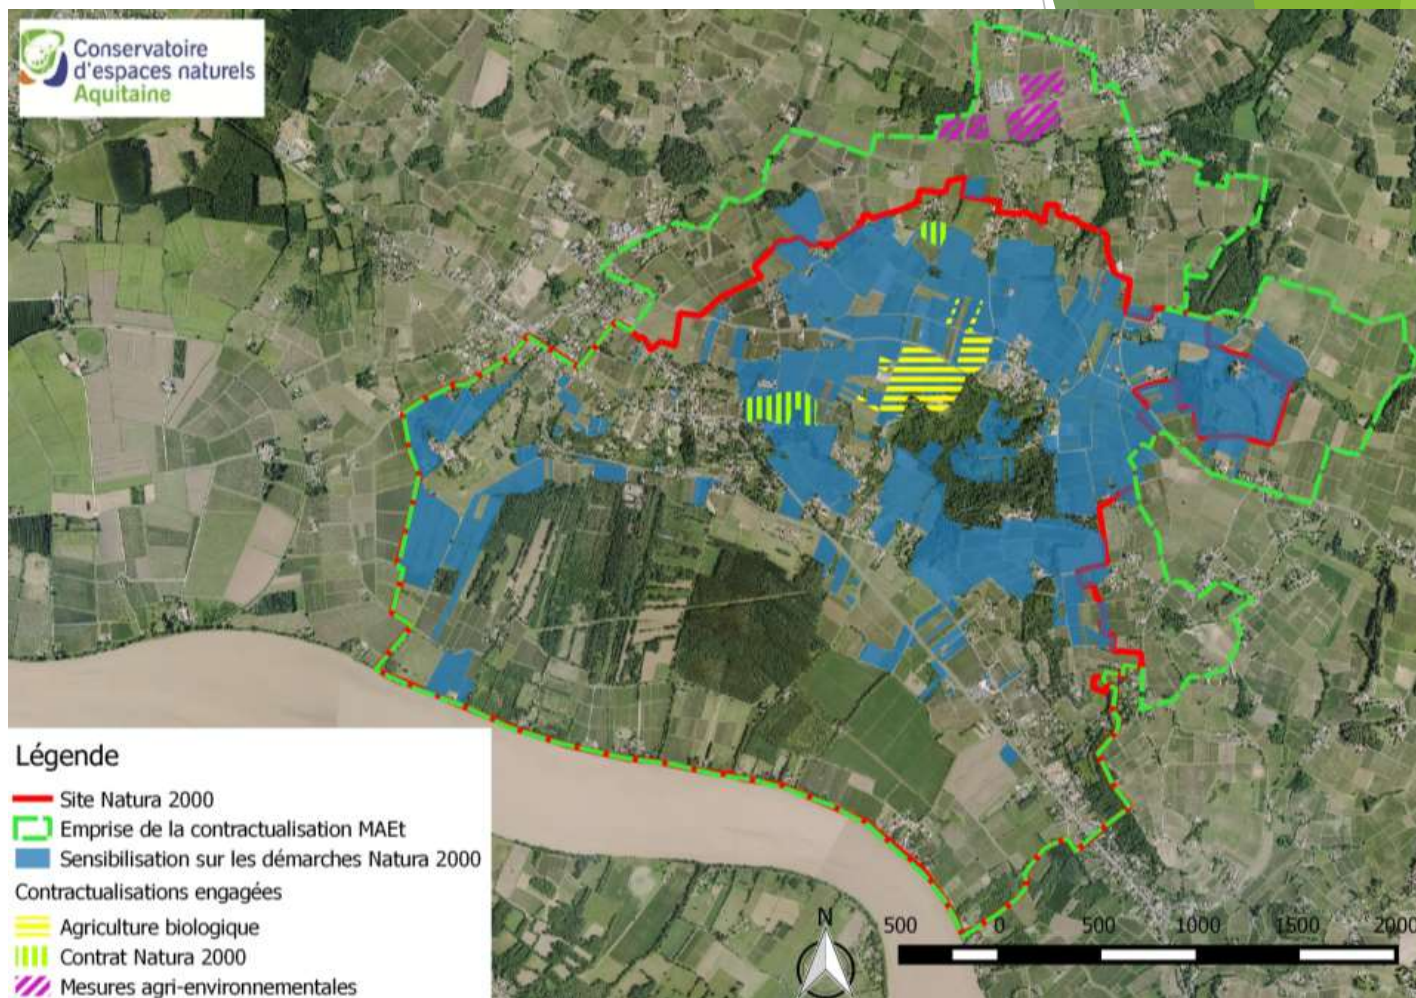 Conservatoire
d'espaces naturels
Aquitaine
Légende
Site Natura 2000
Emprise de la contractualisation MAEt
Sensibilisation sur les démarches Natura 2000
Contractualisations engagées
Agriculture biologique
Contrat Natura 2000
Mesures agri-environnementales
N
500 0 500 1000 1500 2000